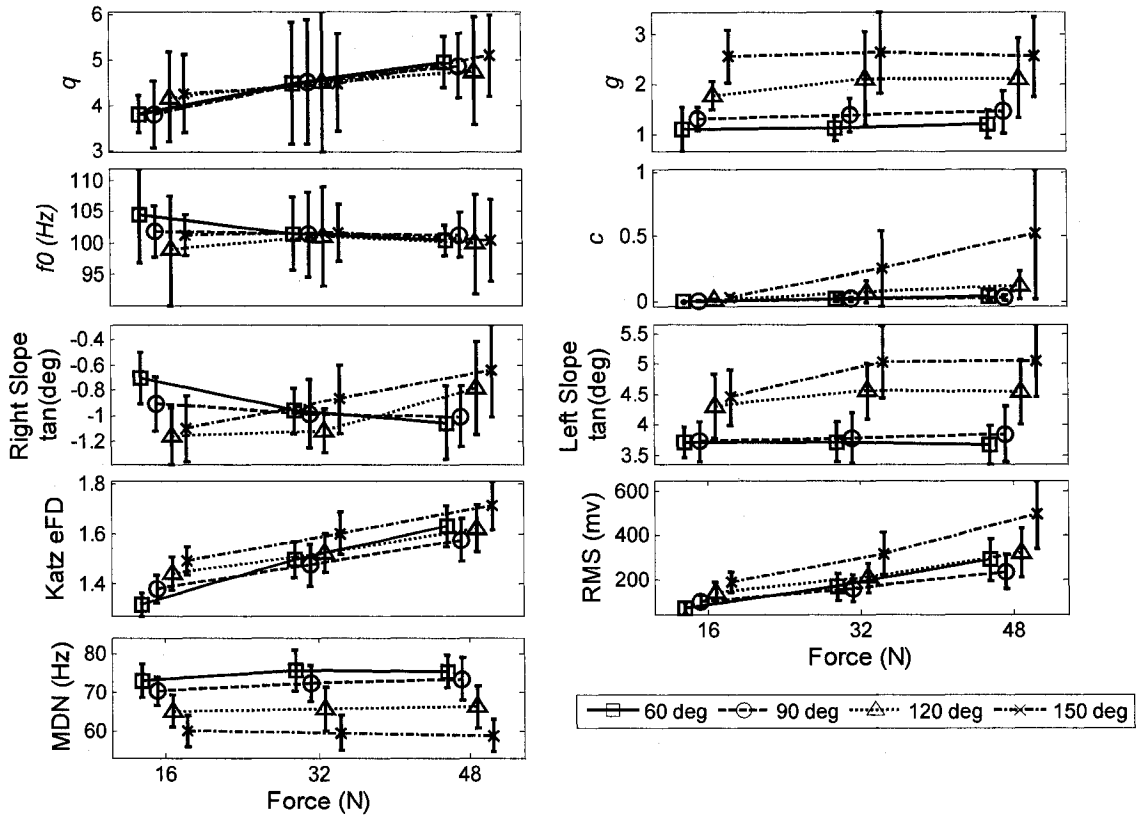 6
5
4
3
q
3
2
1
g
110
105
100
95
f0 (Hz)
1
0.5
0
c
-0.4
-0.6
-0.8
-1
-1.2
Right Slope
tan(deg)
5.5
5
4.5
4
3.5
Left Slope
tan(deg)
1.8
1.6
1.4
Katz eFD
600
400
200
RMS (mv)
16 32 48
Force (N)
80
70
60
MDN (Hz)
16 32 48
Force (N)
60 deg 90 deg 120 deg 150 deg